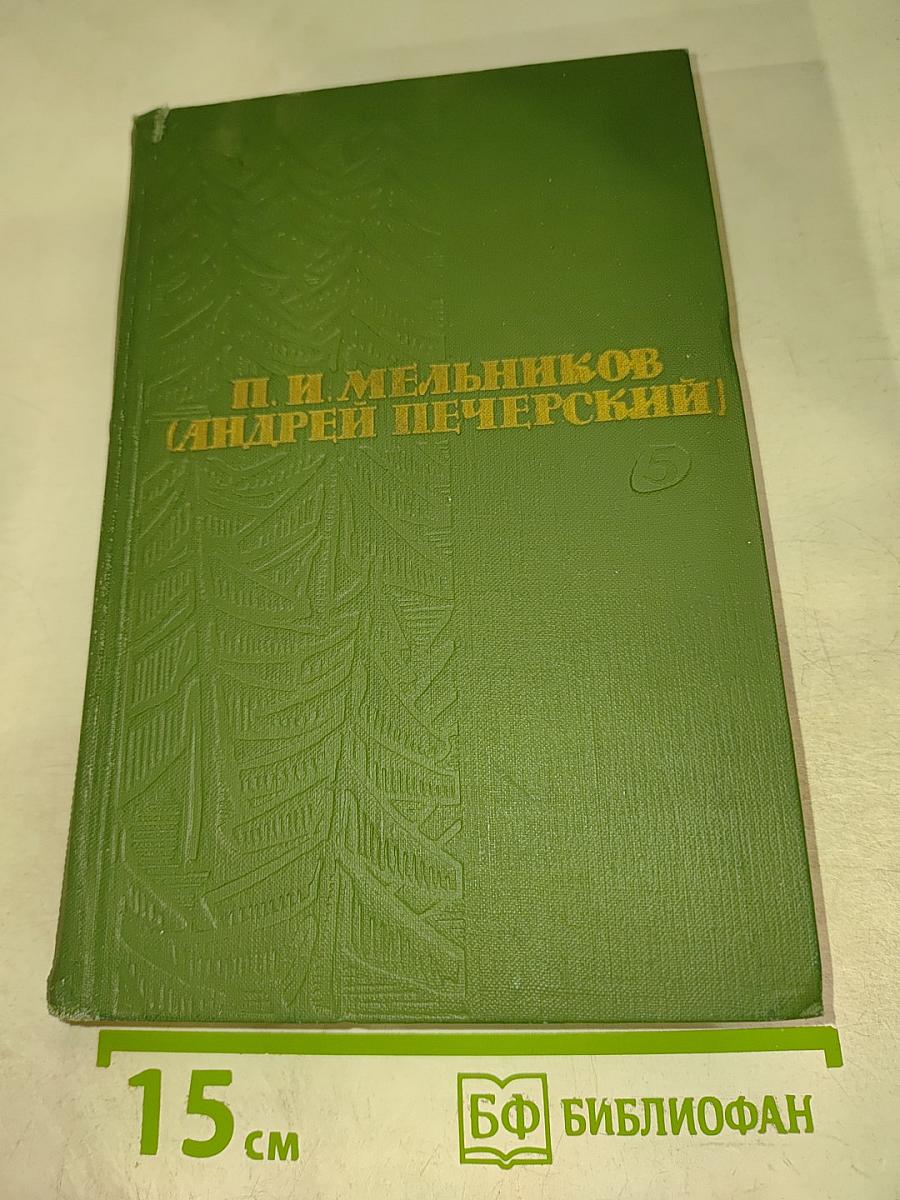 П. И. МЕЛЬНИКОВ
(АНДРЕЙ ПЕЧЕРСКИЙ)
5
15 см
БФ БИБЛИОФАН